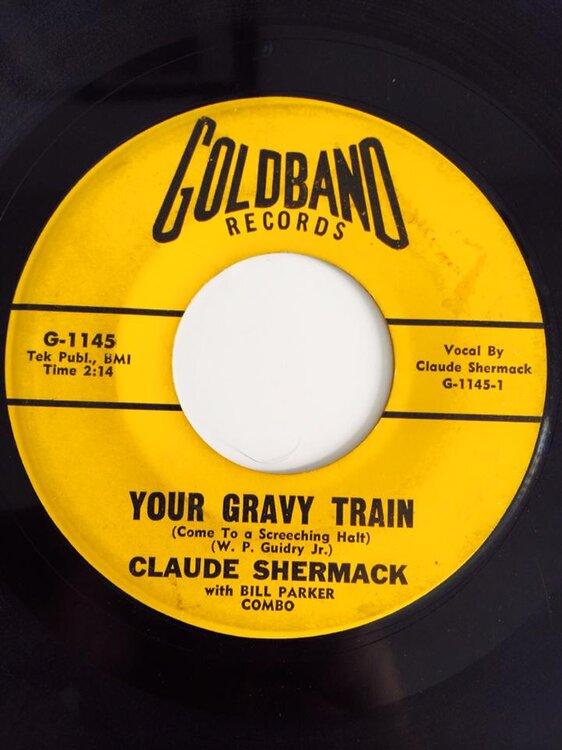 GOLDBAND
RECORDS
G-1145
Tek Publ., BMI
Time 2:14
Vocal By
Claude Shermack
G-1145-1
YOUR GRAVY TRAIN
(Come To a Screeching Halt)
(W. P. Guidry Jr.)
CLAUDE SHERMACK
with BILL PARKER
COMBO